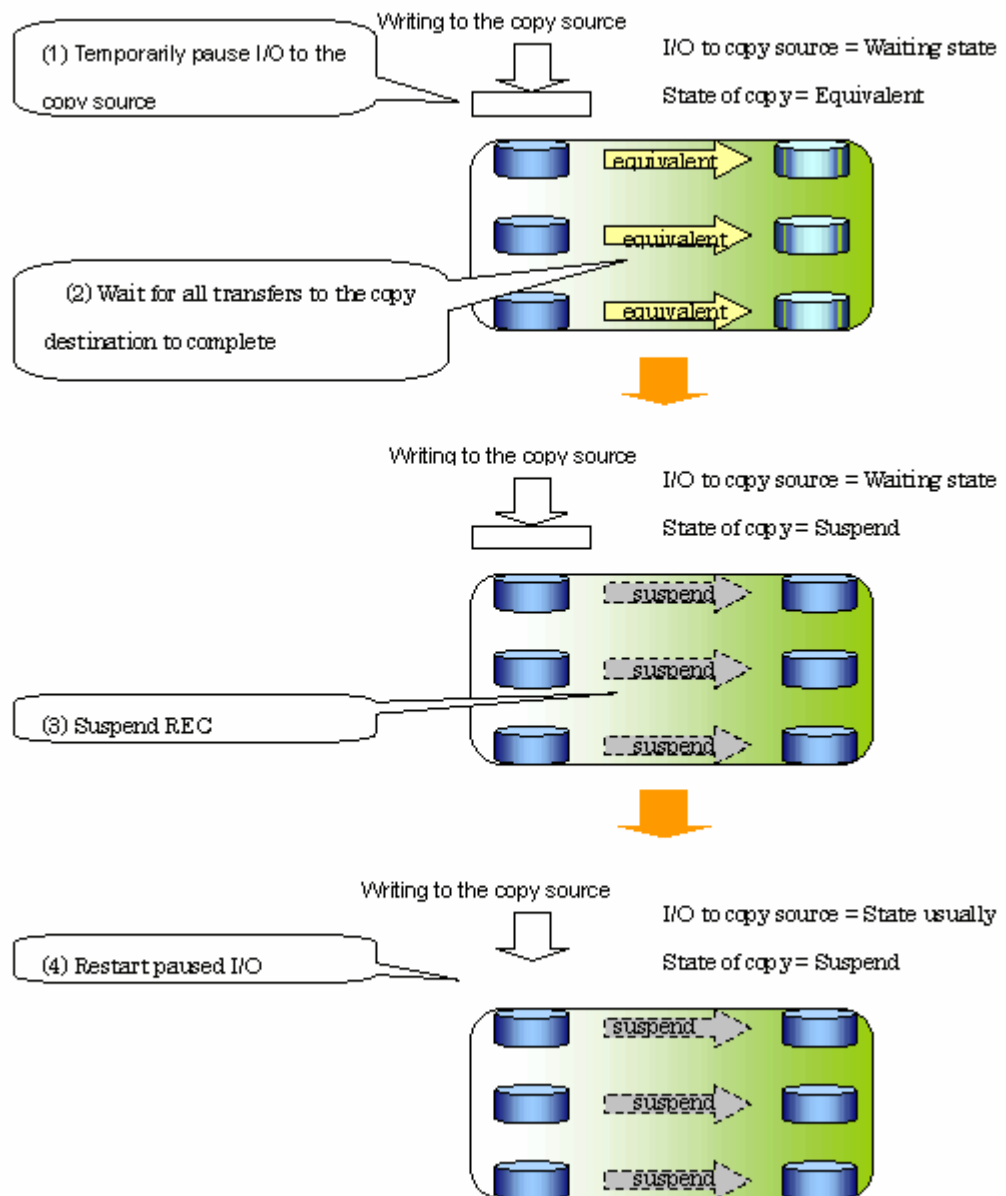 Writing to the copy source
(1) Temporarily pause I/O to the
copy source
I/O to copy source = Waiting state
State of copy = Equivalent
equivalent
equivalent
(2) Wait for all transfers to the copy
destination to complete
equivalent
Writing to the copy source
I/O to copy source = Waiting state
State of copy = Suspend
suspend
suspend
(3) Suspend REC
suspend
Writing to the copy source
I/O to copy source = State usually
(4) Restart paused I/O
State of copy = Suspend
suspend
suspend
suspend